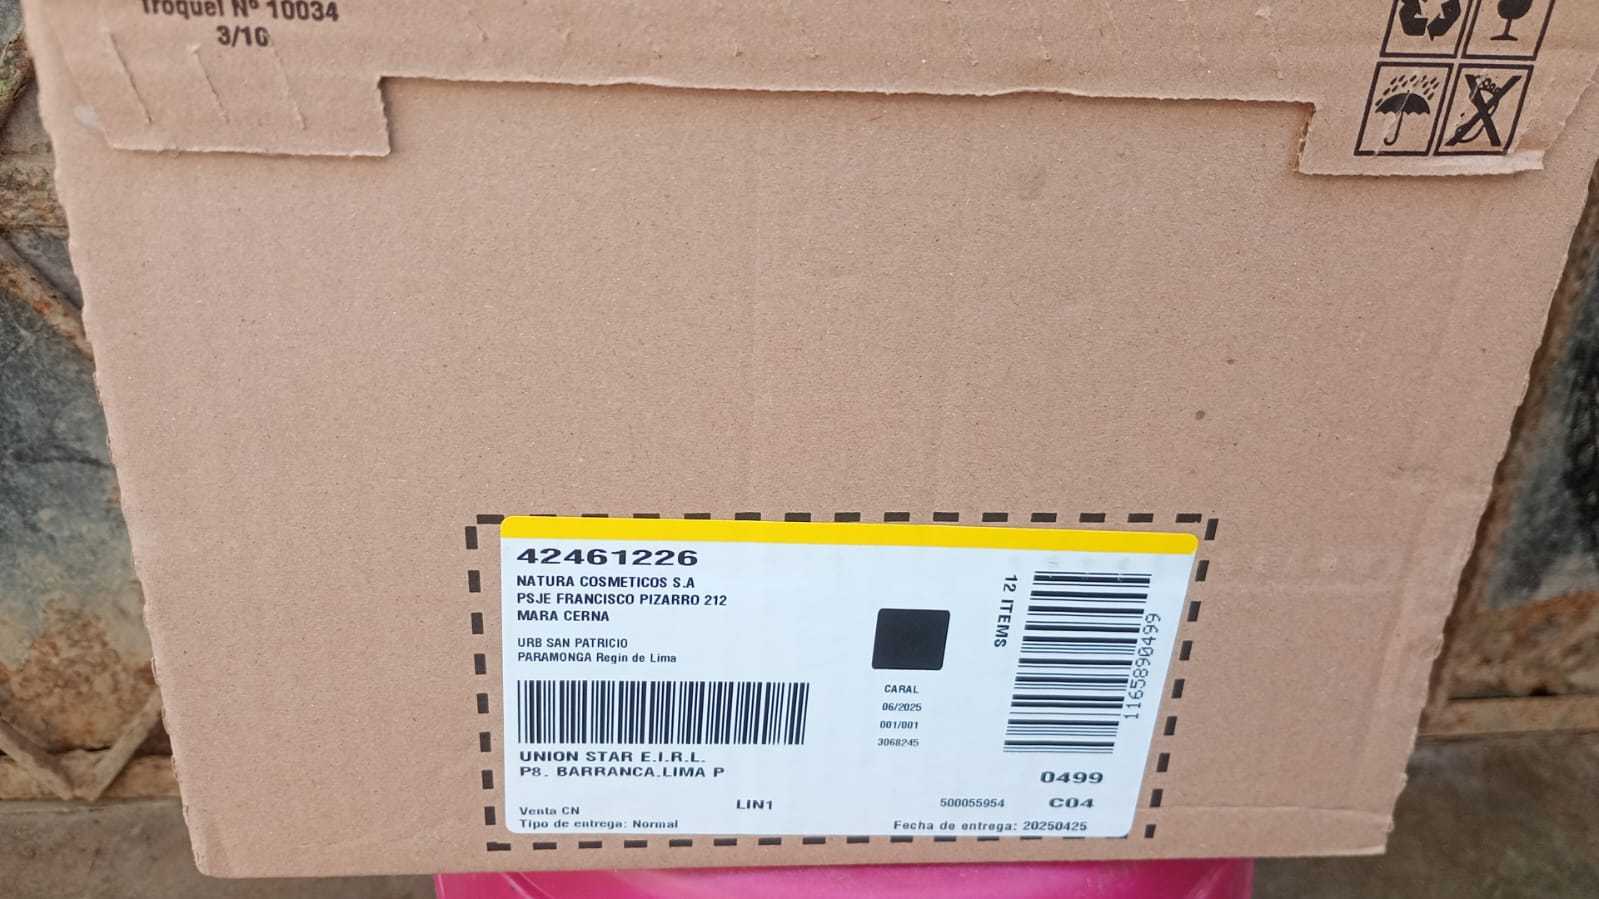 Troquel Nº 10034
3/16
42461226
NATURA COSMETICOS S.A
PSJE FRANCISCO PIZARRO 212
MARA CERNA
URB SAN PATRICIO
PARAMONGA Regin de Lima
UNION STAR E.I.R.L.
P8. BARRANCA.LIMA P
Venta CN
Tipo de entrega: Normal
LIN1
CARAL
06/2025
001/001
3068245
12 ITEMS
1165890499
0499
500055954
C04
Fecha de entrega: 20250425